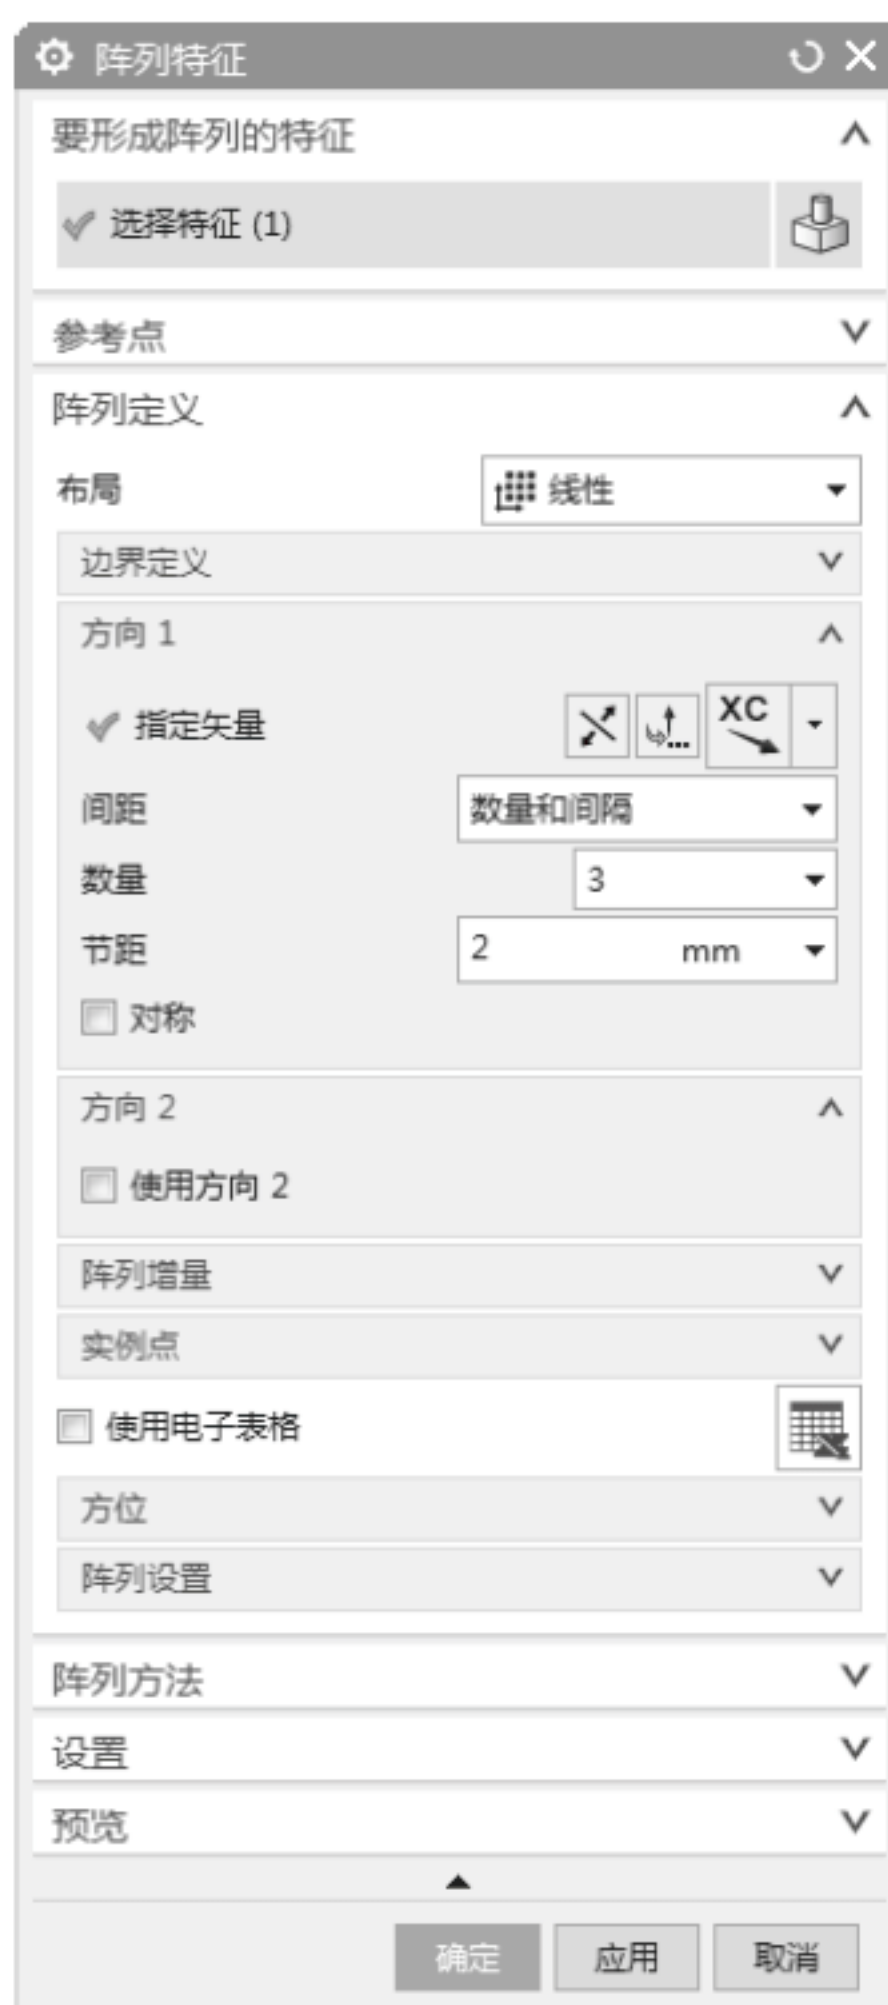 阵列特征
要形成阵列的特征
选择特征 (1)
参考点
阵列定义
布局 线性
边界定义
方向 1
指定矢量 XC
间距 数量和间隔
数量 3
节距 2 mm
对称
方向 2
使用方向 2
阵列增量
实例点
使用电子表格
方位
阵列设置
阵列方法
设置
预览
确定 应用 取消